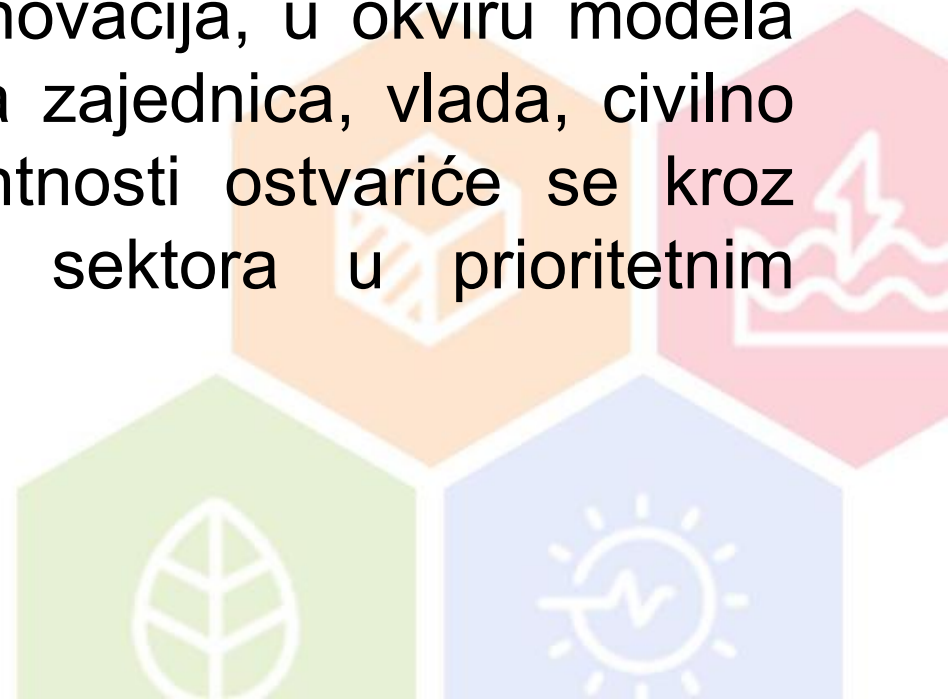 novacija, u okviru modela
a zajednica, vlada, civilno
ntnosti ostvariće se kroz
sektora u prioritetnim